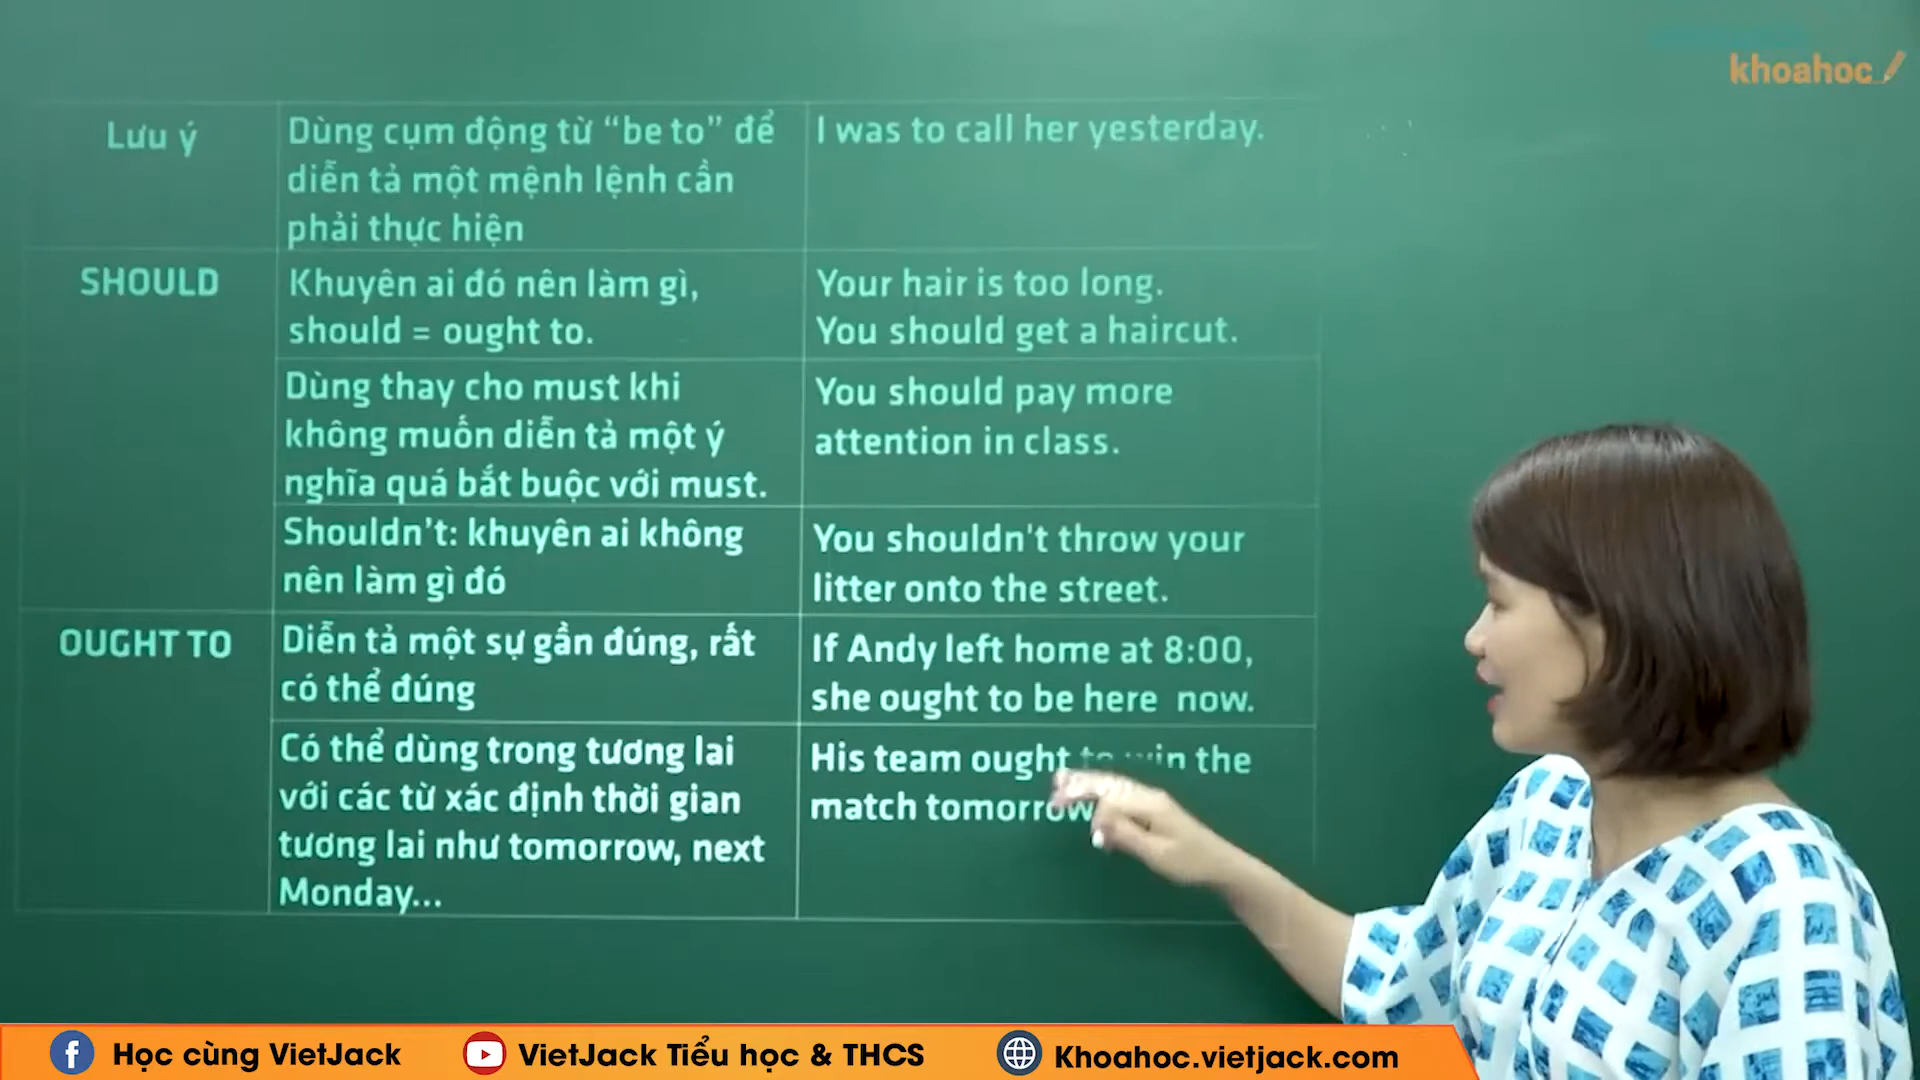 khoahoc
Lưu ý
Dùng cụm động từ “be to” để
diễn tả một mệnh lệnh cần
phải thực hiện
I was to call her yesterday.
SHOULD
Khuyên ai đó nên làm gì,
should = ought to.
Your hair is too long.
You should get a haircut.
Dùng thay cho must khi
không muốn diễn tả một ý
nghĩa quá bắt buộc với must.
You should pay more
attention in class.
Shouldn’t: khuyên ai không
nên làm gì đó
You shouldn't throw your
litter onto the street.
OUGHT TO
Diễn tả một sự gần đúng, rất
có thể đúng
If Andy left home at 8:00,
she ought to be here now.
Có thể dùng trong tương lai
với các từ xác định thời gian
tương lai như tomorrow, next
Monday...
His team ought to win the
match tomorrow
Học cùng VietJack
VietJack Tiểu học & THCS
Khoahoc.vietjack.com